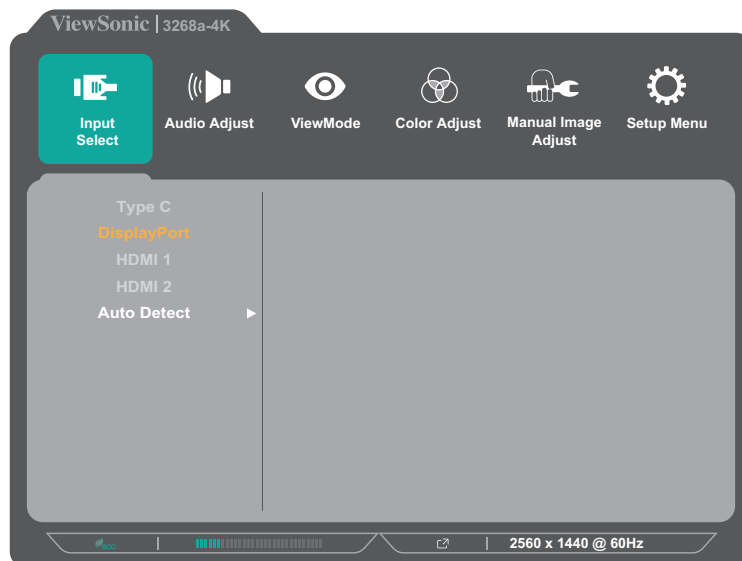 ViewSonic | 3268a-4K
Input
Select
Audio Adjust
ViewMode
Color Adjust
Manual Image
Adjust
Setup Menu
Type C
DisplayPort
HDMI 1
HDMI 2
Auto Detect
eco
2560 x 1440 @ 60Hz